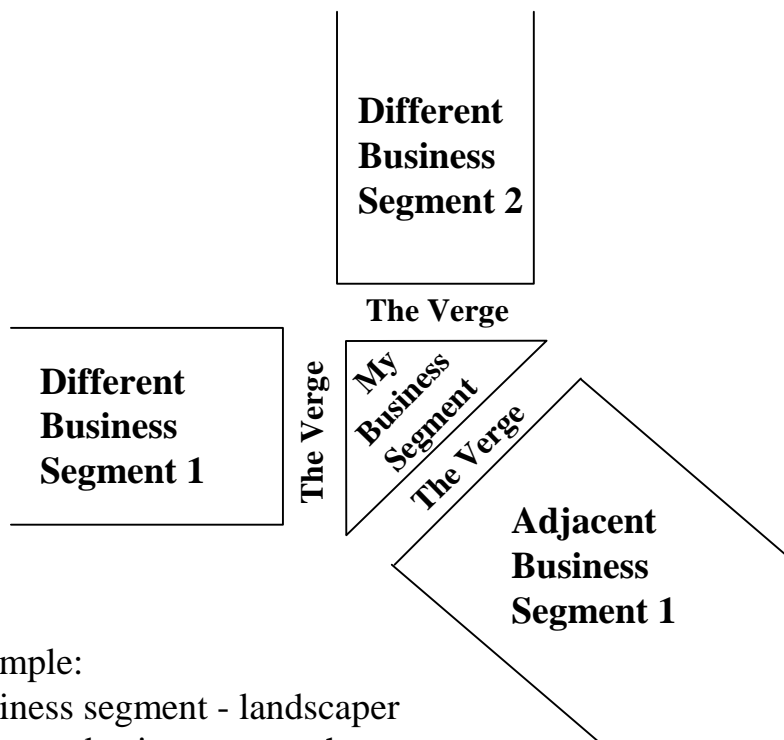 Different
Business
Segment 2
The Verge
Different
Business
Segment 1
The Verge
My
Business
Segment
The Verge
Adjacent
Business
Segment 1
mple:
iness segment - landscaper